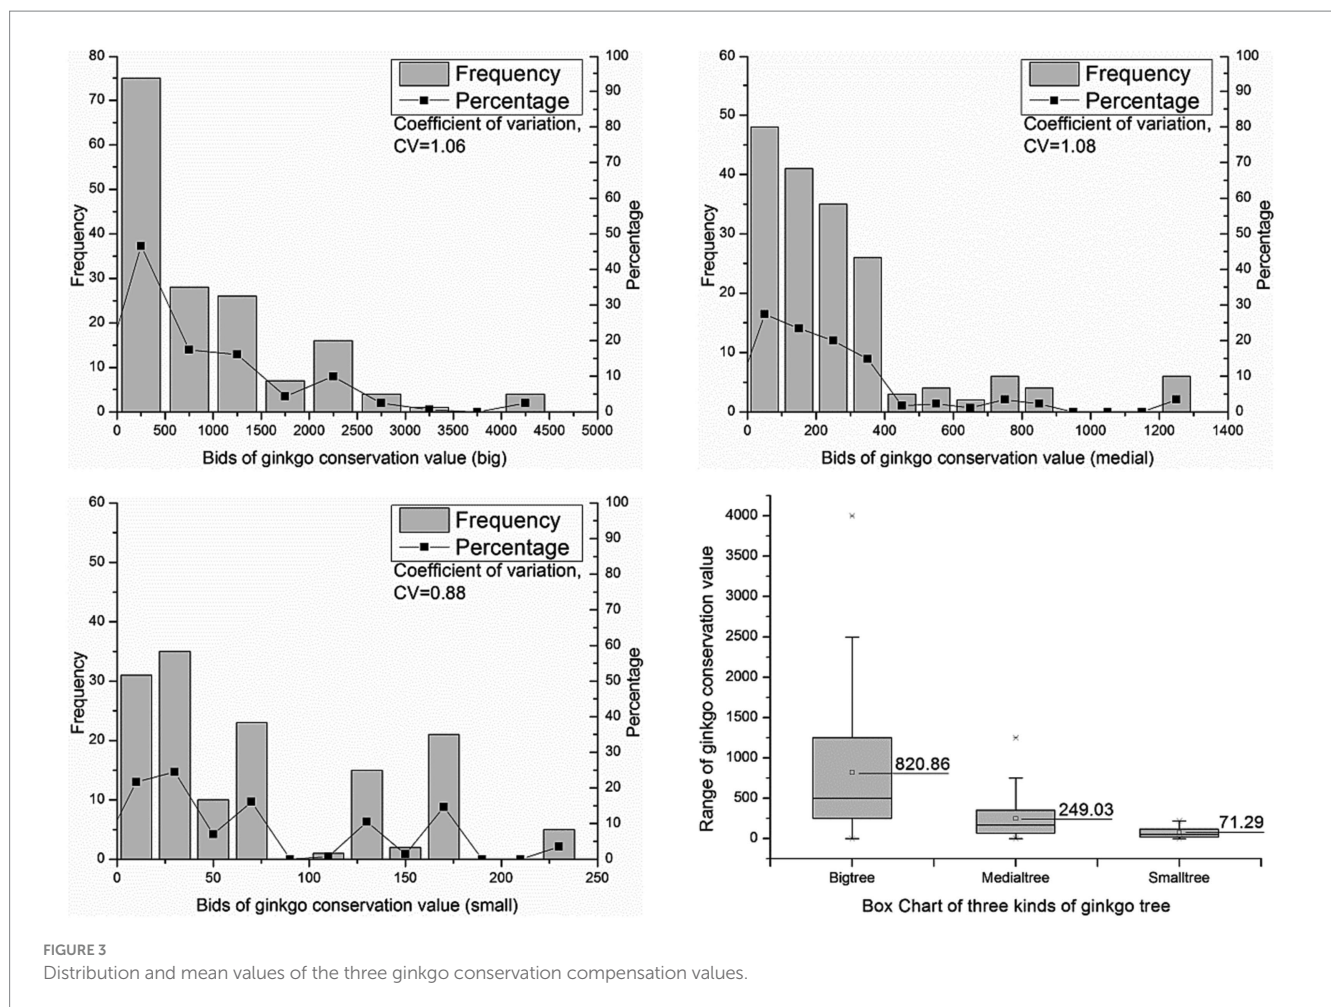 80
70
60
50
40
30
20
10
0
Frequency
100
90
80
70
60
50
40
30
20
10
0
Percentage
Frequency
Percentage
Coefficient of variation,
CV=1.06
0 500 1000 1500 2000 2500 3000 3500 4000 4500 5000
Bids of ginkgo conservation value (big)
60
50
40
30
20
10
0
Frequency
100
90
80
70
60
50
40
30
20
10
0
Percentage
Frequency
Percentage
Coefficient of variation,
CV=1.08
0 200 400 600 800 1000 1200 1400
Bids of ginkgo conservation value (medial)
60
50
40
30
20
10
0
Frequency
100
90
80
70
60
50
40
30
20
10
0
Percentage
Frequency
Percentage
Coefficient of variation,
CV=0.88
0 50 100 150 200 250
Bids of ginkgo conservation value (small)
4000
3500
3000
2500
2000
1500
1000
500
0
Range of ginkgo conservation value
820.86
249.03
71.29
Bigtree Medialtree Smalltree
Box Chart of three kinds of ginkgo tree
FIGURE 3
Distribution and mean values of the three ginkgo conservation compensation values.